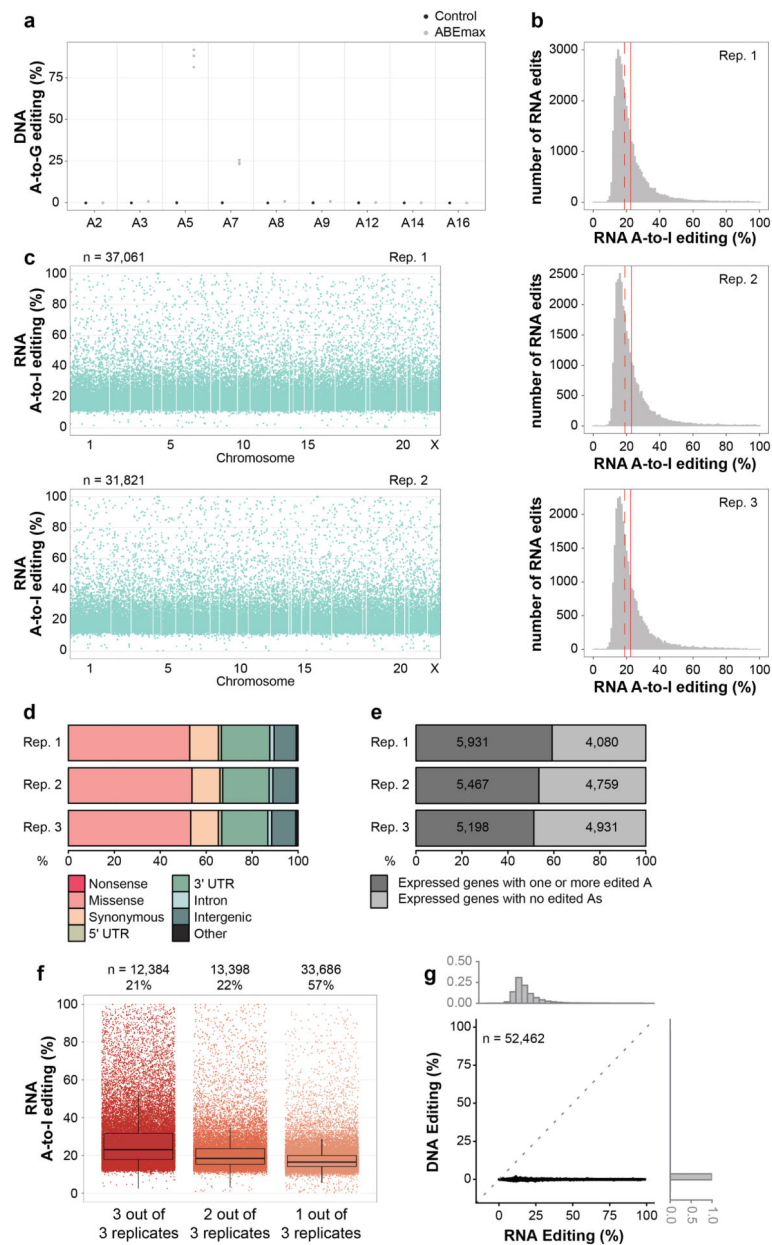 a
Control
ABEmax
DNA
A-to-G editing (%)
75
50
25
0
A2 A3 A5 A7 A8 A9 A12 A14 A16
b
number of RNA edits
3000
2000
1000
0
Rep. 1
0 20 40 60 80 100
RNA A-to-I editing (%)
number of RNA edits
2500
2000
1500
1000
500
0
Rep. 2
0 20 40 60 80 100
RNA A-to-I editing (%)
number of RNA edits
2000
1500
1000
500
0
Rep. 3
0 20 40 60 80 100
RNA A-to-I editing (%)
c
n = 37,061 Rep. 1
RNA
A-to-I editing (%)
100
80
60
40
20
0
1 5 10 15 20 X
Chromosome
n = 31,821 Rep. 2
RNA
A-to-I editing (%)
100
80
60
40
20
0
1 5 10 15 20 X
Chromosome
d
Rep. 1
Rep. 2
Rep. 3
% 0 20 40 60 80 100
Nonsense
Missense
Synonymous
5' UTR
3' UTR
Intron
Intergenic
Other
e
Rep. 1 5,931 4,080
Rep. 2 5,467 4,759
Rep. 3 5,198 4,931
% 0 20 40 60 80 100
Expressed genes with one or more edited A
Expressed genes with no edited As
f
n = 12,384 13,398 33,686
21% 22% 57%
RNA
A-to-I editing (%)
100
80
60
40
20
0
3 out of 2 out of 1 out of
3 replicates 3 replicates 3 replicates
g
0.50
0.25
0.00
n = 52,462
DNA Editing (%)
100
75
50
25
0
0 25 50 75 100
RNA Editing (%)
0.0 0.5 1.0